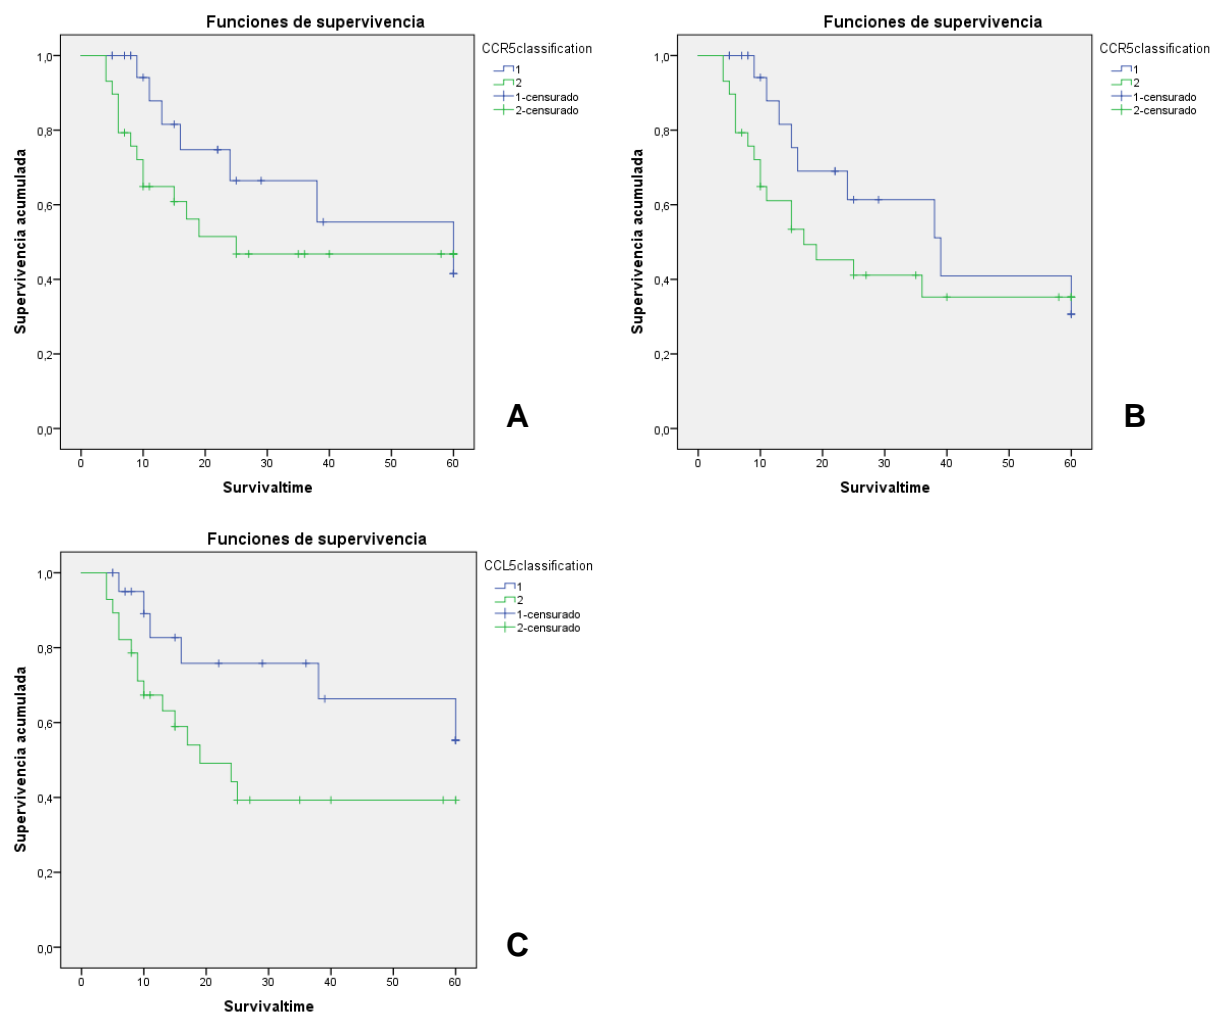 Funciones de supervivencia
CCR5classification
1
2
1-censurado
2-censurado
Supervivencia acumulada
1,0
0,8
0,6
0,4
0,2
0,0
0 10 20 30 40 50 60
Survivaltime
A
Funciones de supervivencia
CCR5classification
1
2
1-censurado
2-censurado
Supervivencia acumulada
1,0
0,8
0,6
0,4
0,2
0,0
0 10 20 30 40 50 60
Survivaltime
B
Funciones de supervivencia
CCL5classification
1
2
1-censurado
2-censurado
Supervivencia acumulada
1,0
0,8
0,6
0,4
0,2
0,0
0 10 20 30 40 50 60
Survivaltime
C